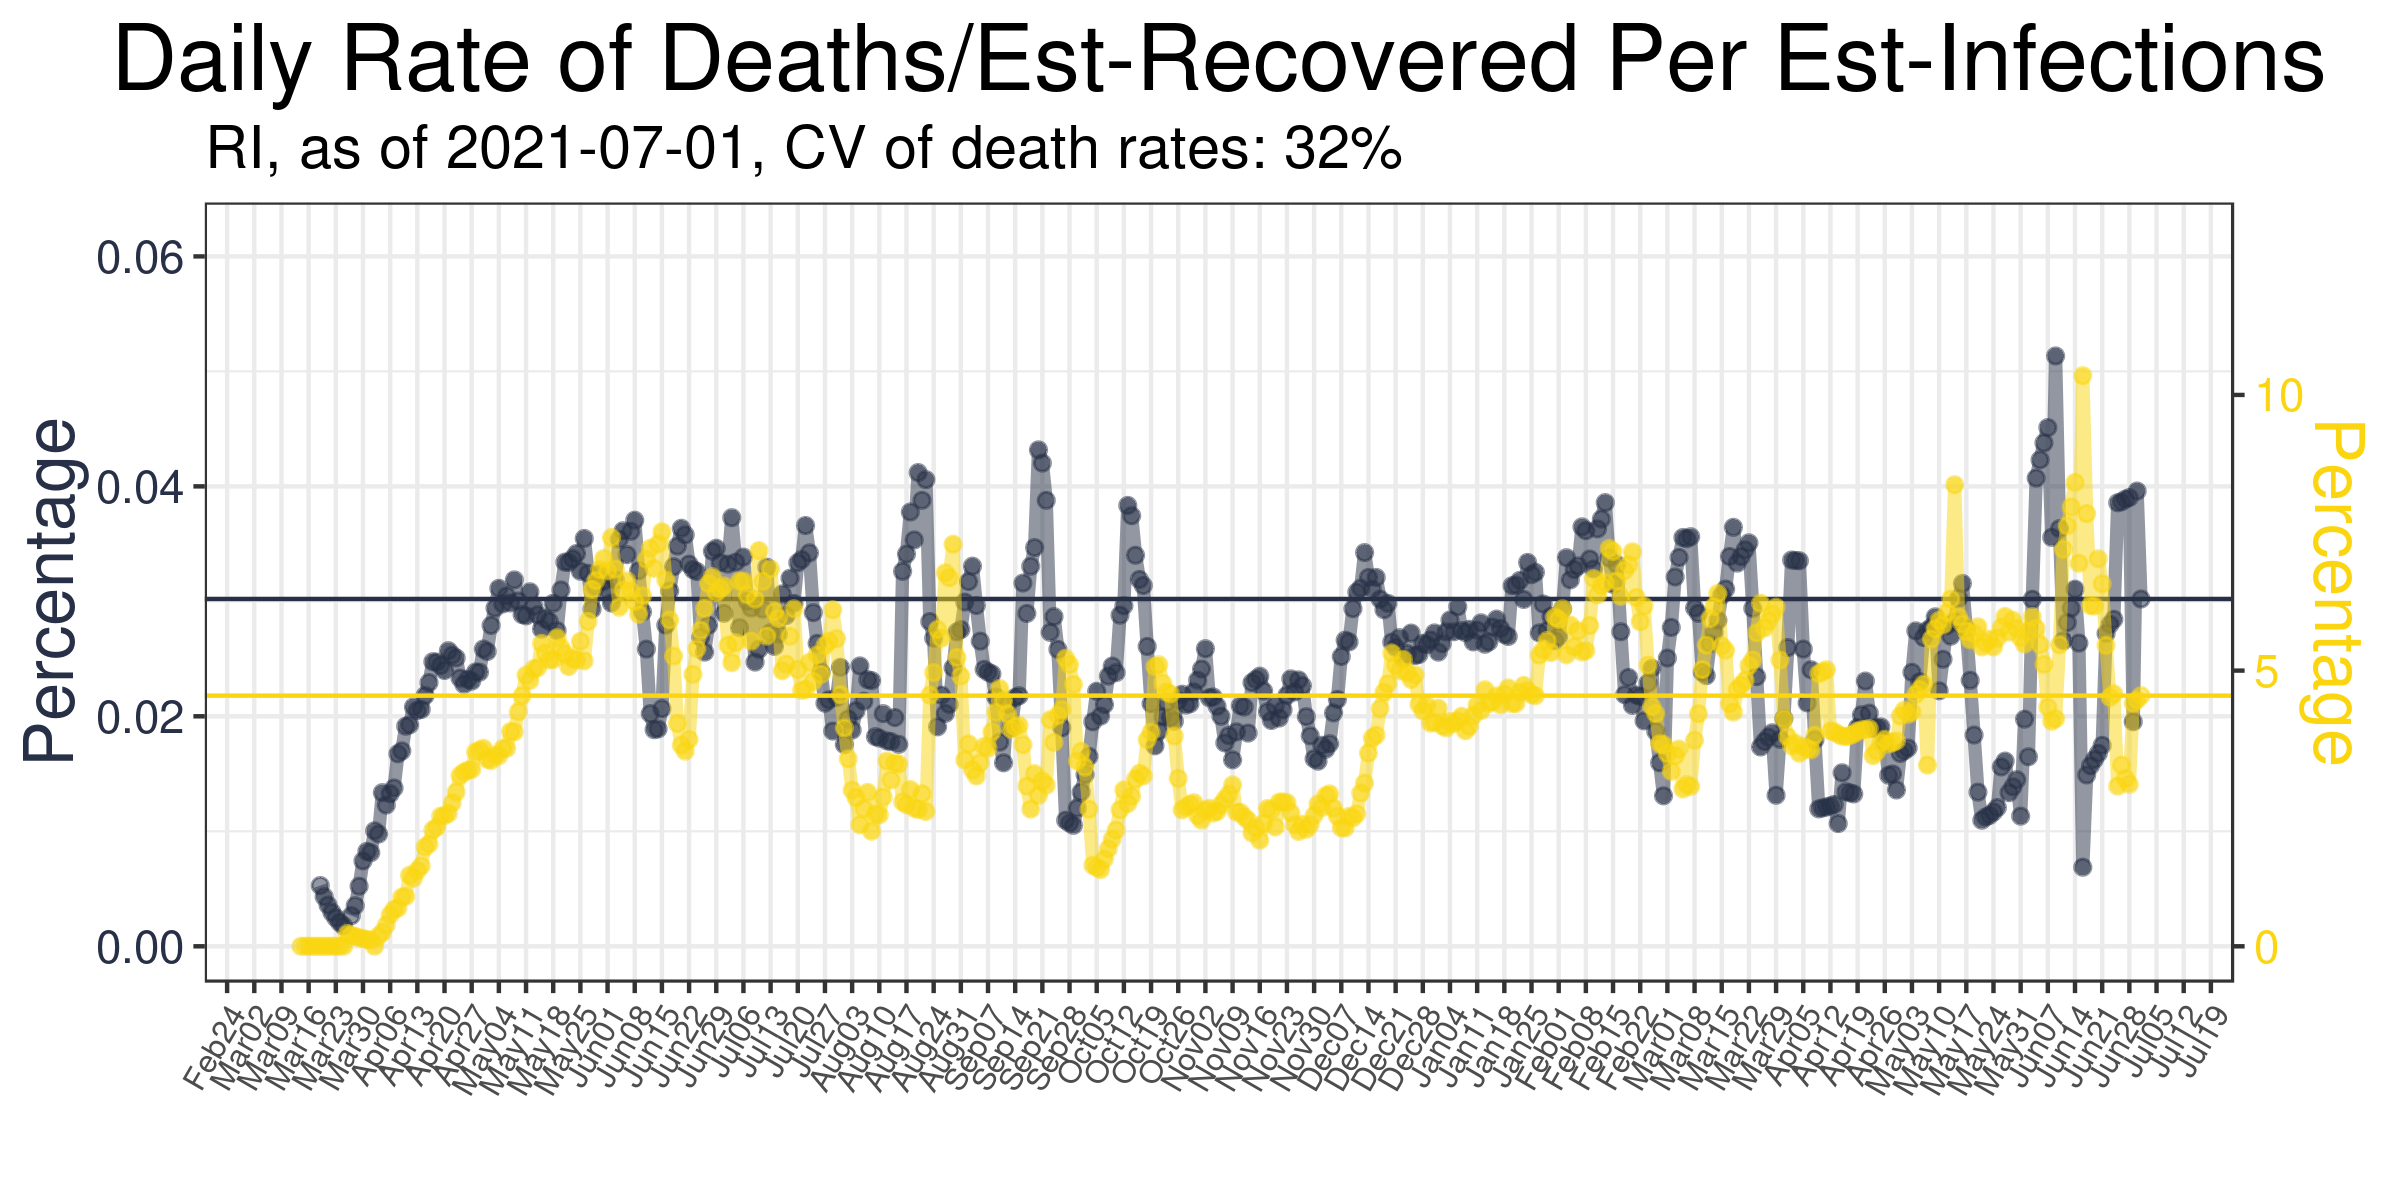 Daily Rate of Deaths/Est-Recovered Per Est-Infections
RI, as of 2021-07-01, CV of death rates: 32%
Percentage
0.06
0.04
0.02
0.00
10
5
0
Percentage
Feb24
Mar02
Mar09
Mar16
Mar23
Mar30
Apr06
Apr13
Apr20
Apr27
May04
May11
May18
May25
Jun01
Jun08
Jun15
Jun22
Jun29
Jul06
Jul13
Jul20
Jul27
Aug03
Aug10
Aug17
Aug24
Aug31
Sep07
Sep14
Sep21
Sep28
Oct05
Oct12
Oct19
Oct26
Nov02
Nov09
Nov16
Nov23
Nov30
Dec07
Dec14
Dec21
Dec28
Jan04
Jan11
Jan18
Jan25
Feb01
Feb08
Feb15
Feb22
Mar01
Mar08
Mar15
Mar22
Mar29
Apr05
Apr12
Apr19
Apr26
May03
May10
May17
May24
May31
Jun07
Jun14
Jun21
Jun28
Jul05
Jul12
Jul19